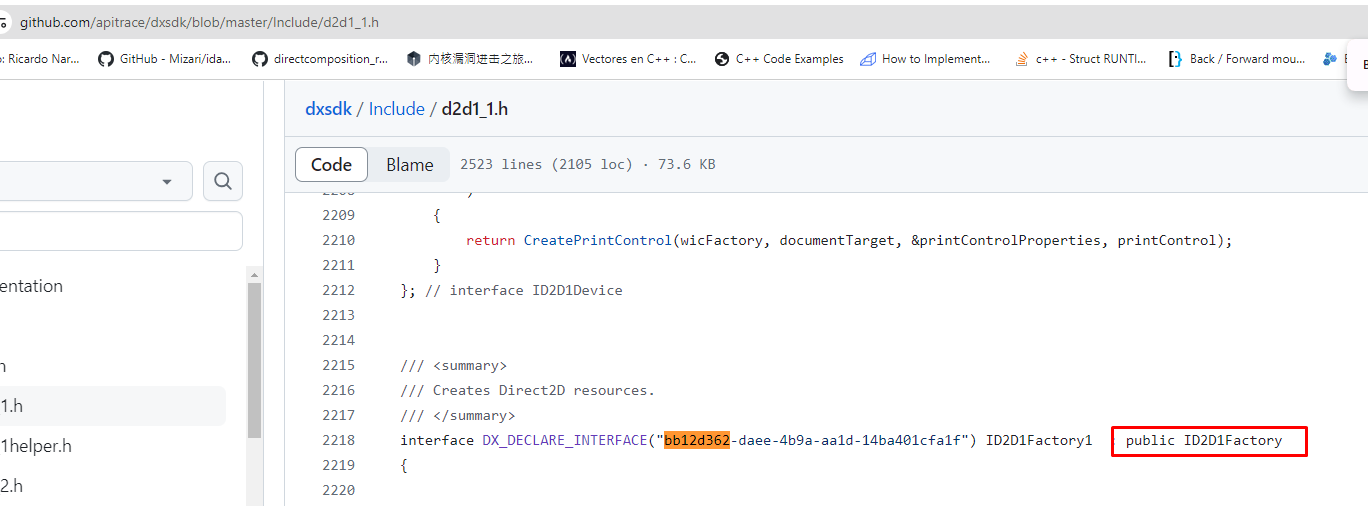 github.com/apitrace/dxsdk/blob/master/Include/d2d1_1.h
o: Ricardo Nar... GitHub - Mizari/ida... directcomposition_r... 内核漏洞进击之旅... Vectores en C++ : C... C++ Code Examples How to Implement... c++ - Struct RUNTI... Back / Forward mou...
dxsdk / Include / d2d1_1.h
Code Blame 2523 lines (2105 loc) · 73.6 KB
2209 {
2210 return CreatePrintControl(wicFactory, documentTarget, &printControlProperties, printControl);
2211 }
2212 }; // interface ID2D1Device
2213
2214
2215 /// <summary>
2216 /// Creates Direct2D resources.
2217 /// </summary>
2218 interface DX_DECLARE_INTERFACE("bb12d362-daee-4b9a-aa1d-14ba401cfa1f") ID2D1Factory1 public ID2D1Factory
2219 {
2220
entation
n
1.h
1helper.h
2.h